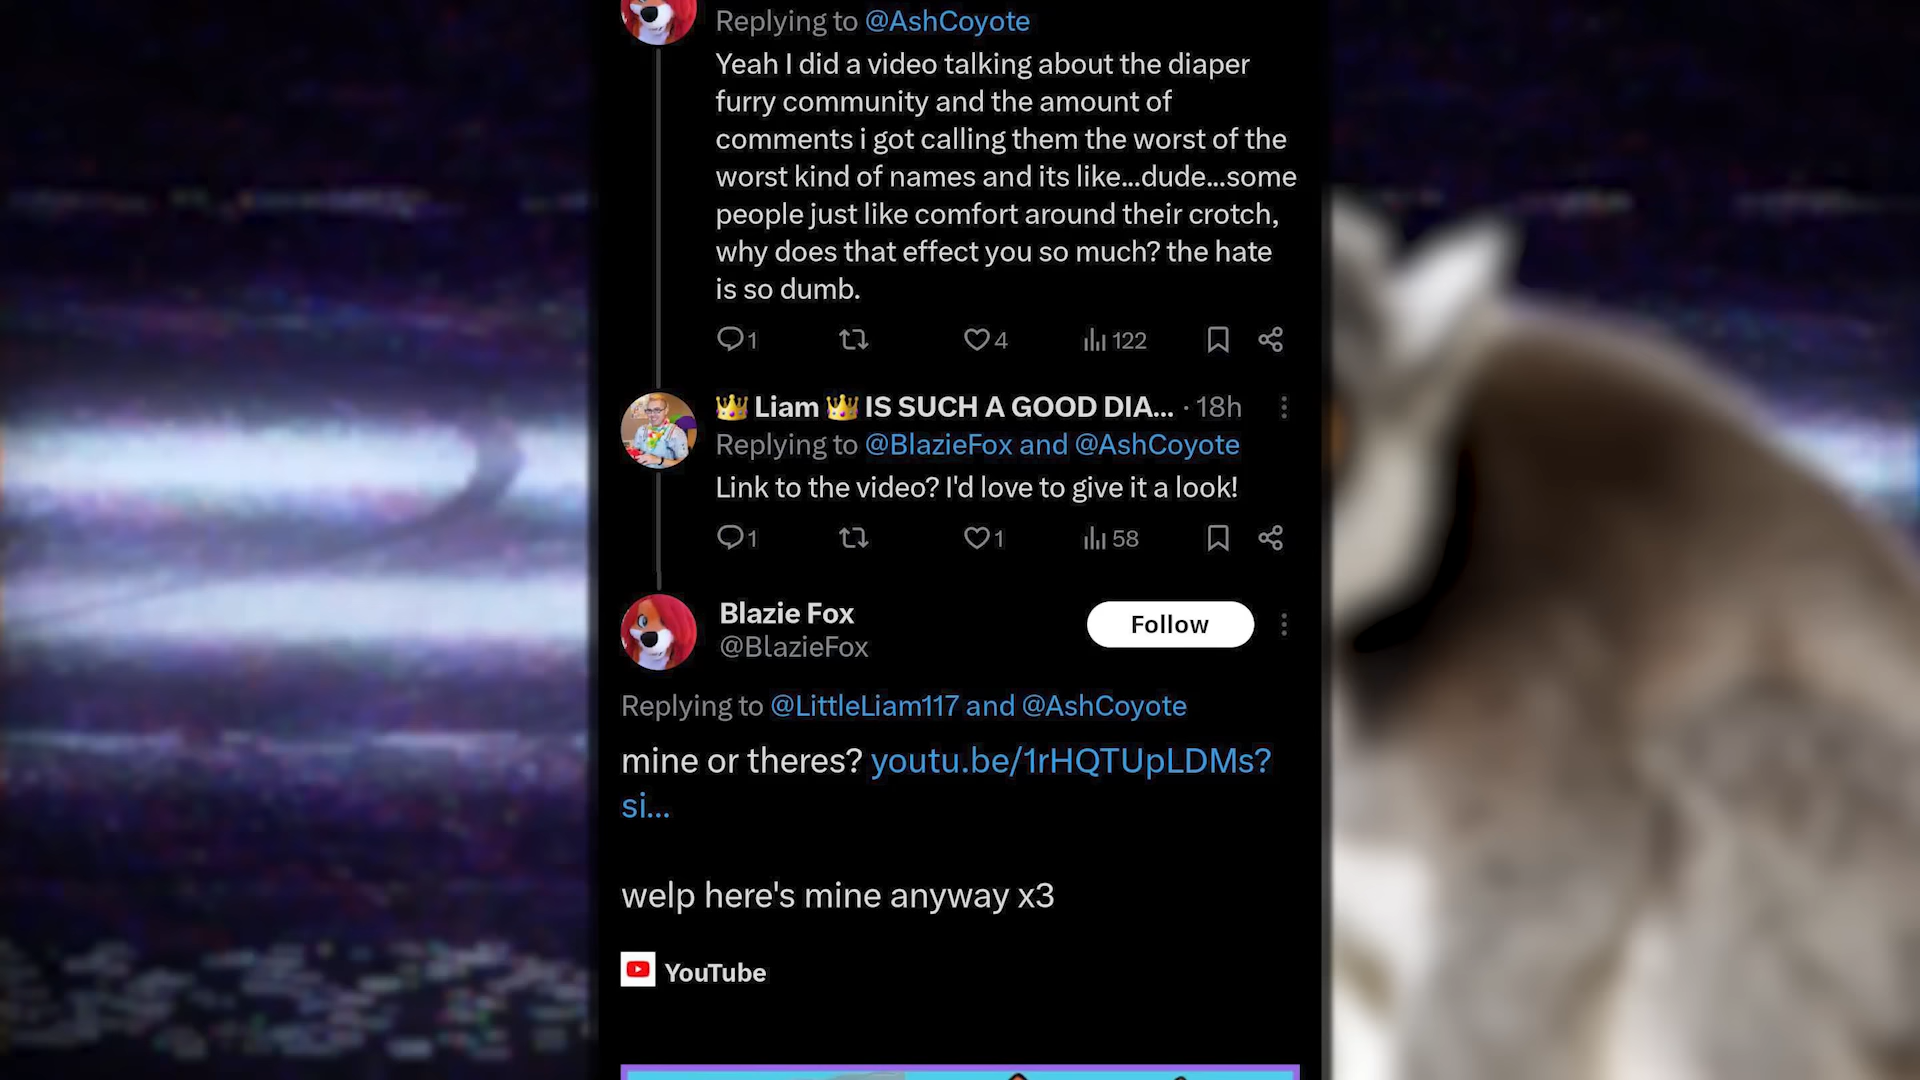 Replying to @AshCoyote
Yeah I did a video talking about the diaper
furry community and the amount of
comments i got calling them the worst of the
worst kind of names and its like...dude...some
people just like comfort around their crotch,
why does that effect you so much? the hate
is so dumb.
1 4 122
👑 Liam 👑 IS SUCH A GOOD DIA... · 18h
Replying to @BlazieFox and @AshCoyote
Link to the video? I'd love to give it a look!
1 1 58
Blazie Fox
@BlazieFox
Follow
Replying to @LittleLiam117 and @AshCoyote
mine or theres? youtu.be/1rHQTUpLDMs?
si...
welp here's mine anyway x3
YouTube